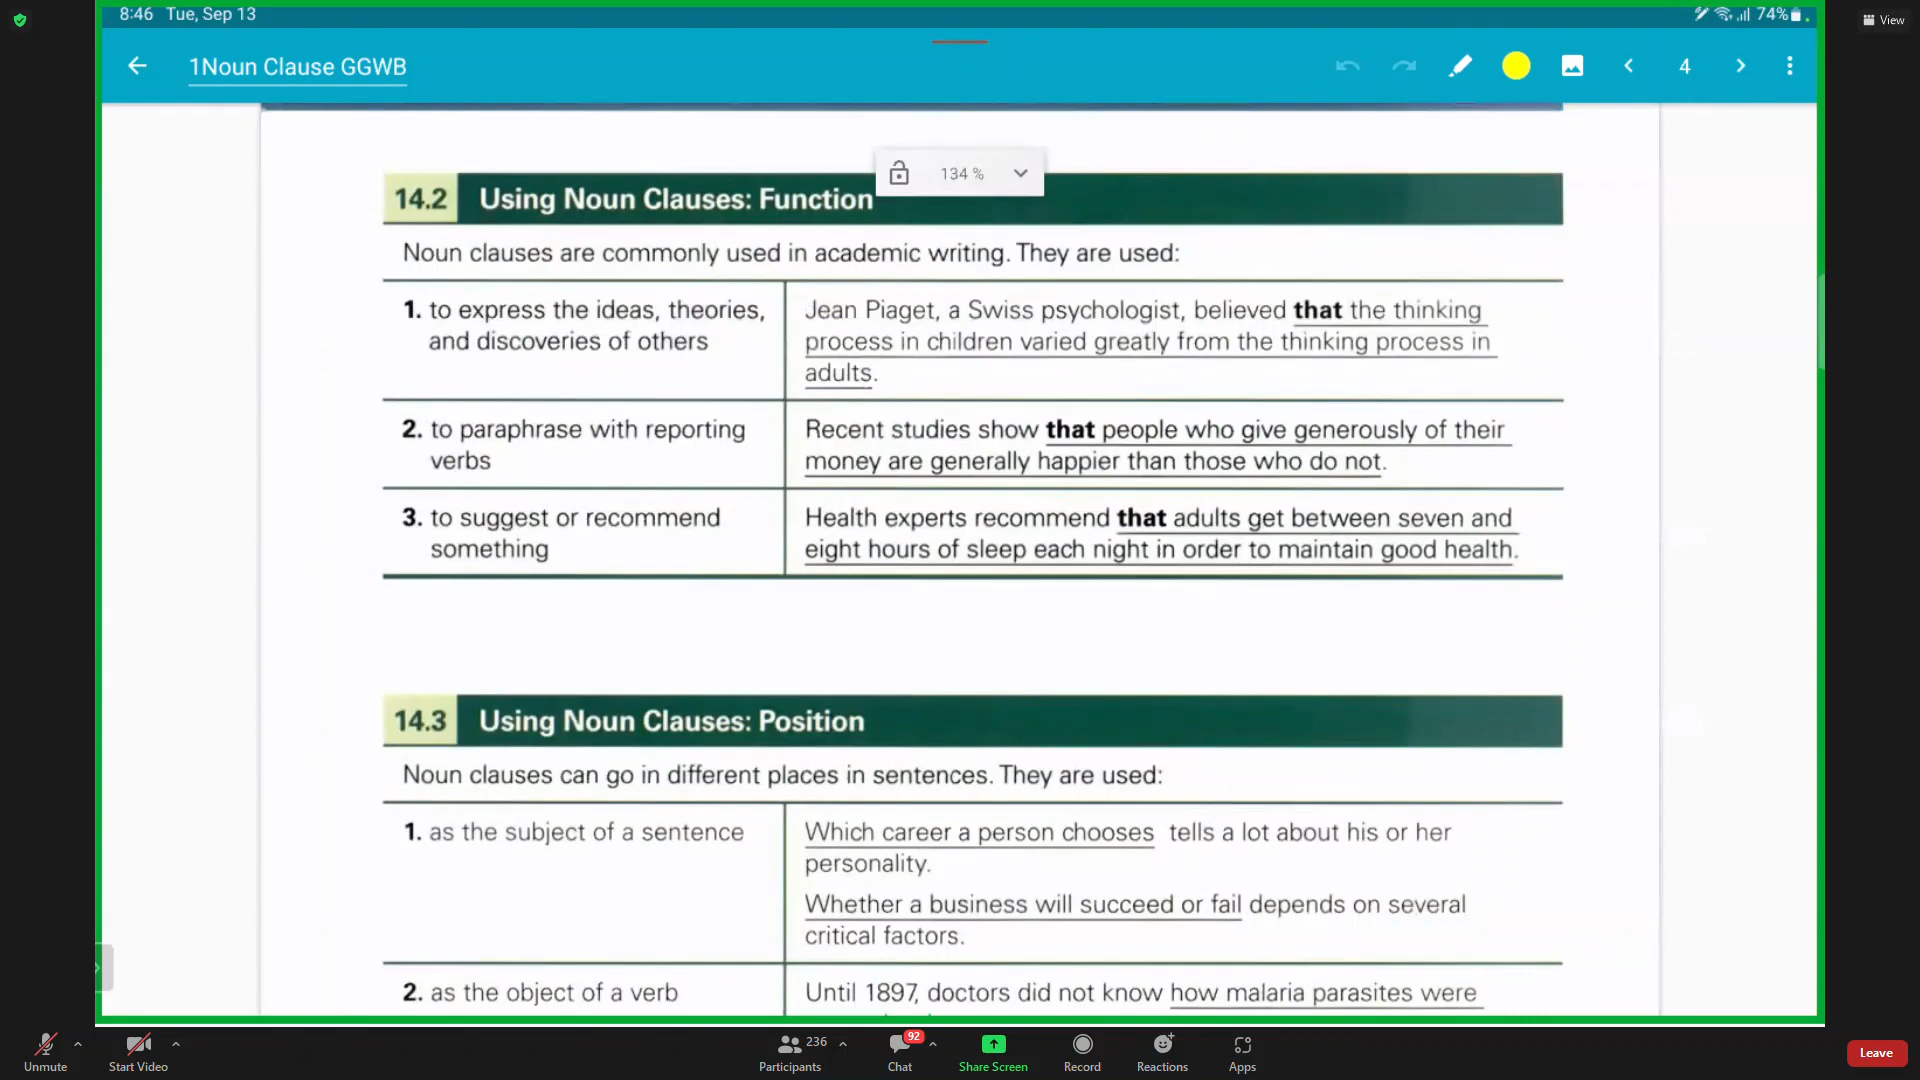 8:46 Tue, Sep 13
74%
View
1Noun Clause GGWB
4
134 %
14.2 Using Noun Clauses: Function
Noun clauses are commonly used in academic writing. They are used:
1. to express the ideas, theories,
and discoveries of others
Jean Piaget, a Swiss psychologist, believed that the thinking
process in children varied greatly from the thinking process in
adults.
2. to paraphrase with reporting
verbs
Recent studies show that people who give generously of their
money are generally happier than those who do not.
3. to suggest or recommend
something
Health experts recommend that adults get between seven and
eight hours of sleep each night in order to maintain good health.
14.3 Using Noun Clauses: Position
Noun clauses can go in different places in sentences. They are used:
1. as the subject of a sentence
Which career a person chooses tells a lot about his or her
personality.
Whether a business will succeed or fail depends on several
critical factors.
2. as the object of a verb
Until 1897, doctors did not know how malaria parasites were
Unmute
Start Video
236
Participants
92
Chat
Share Screen
Record
Reactions
Apps
Leave